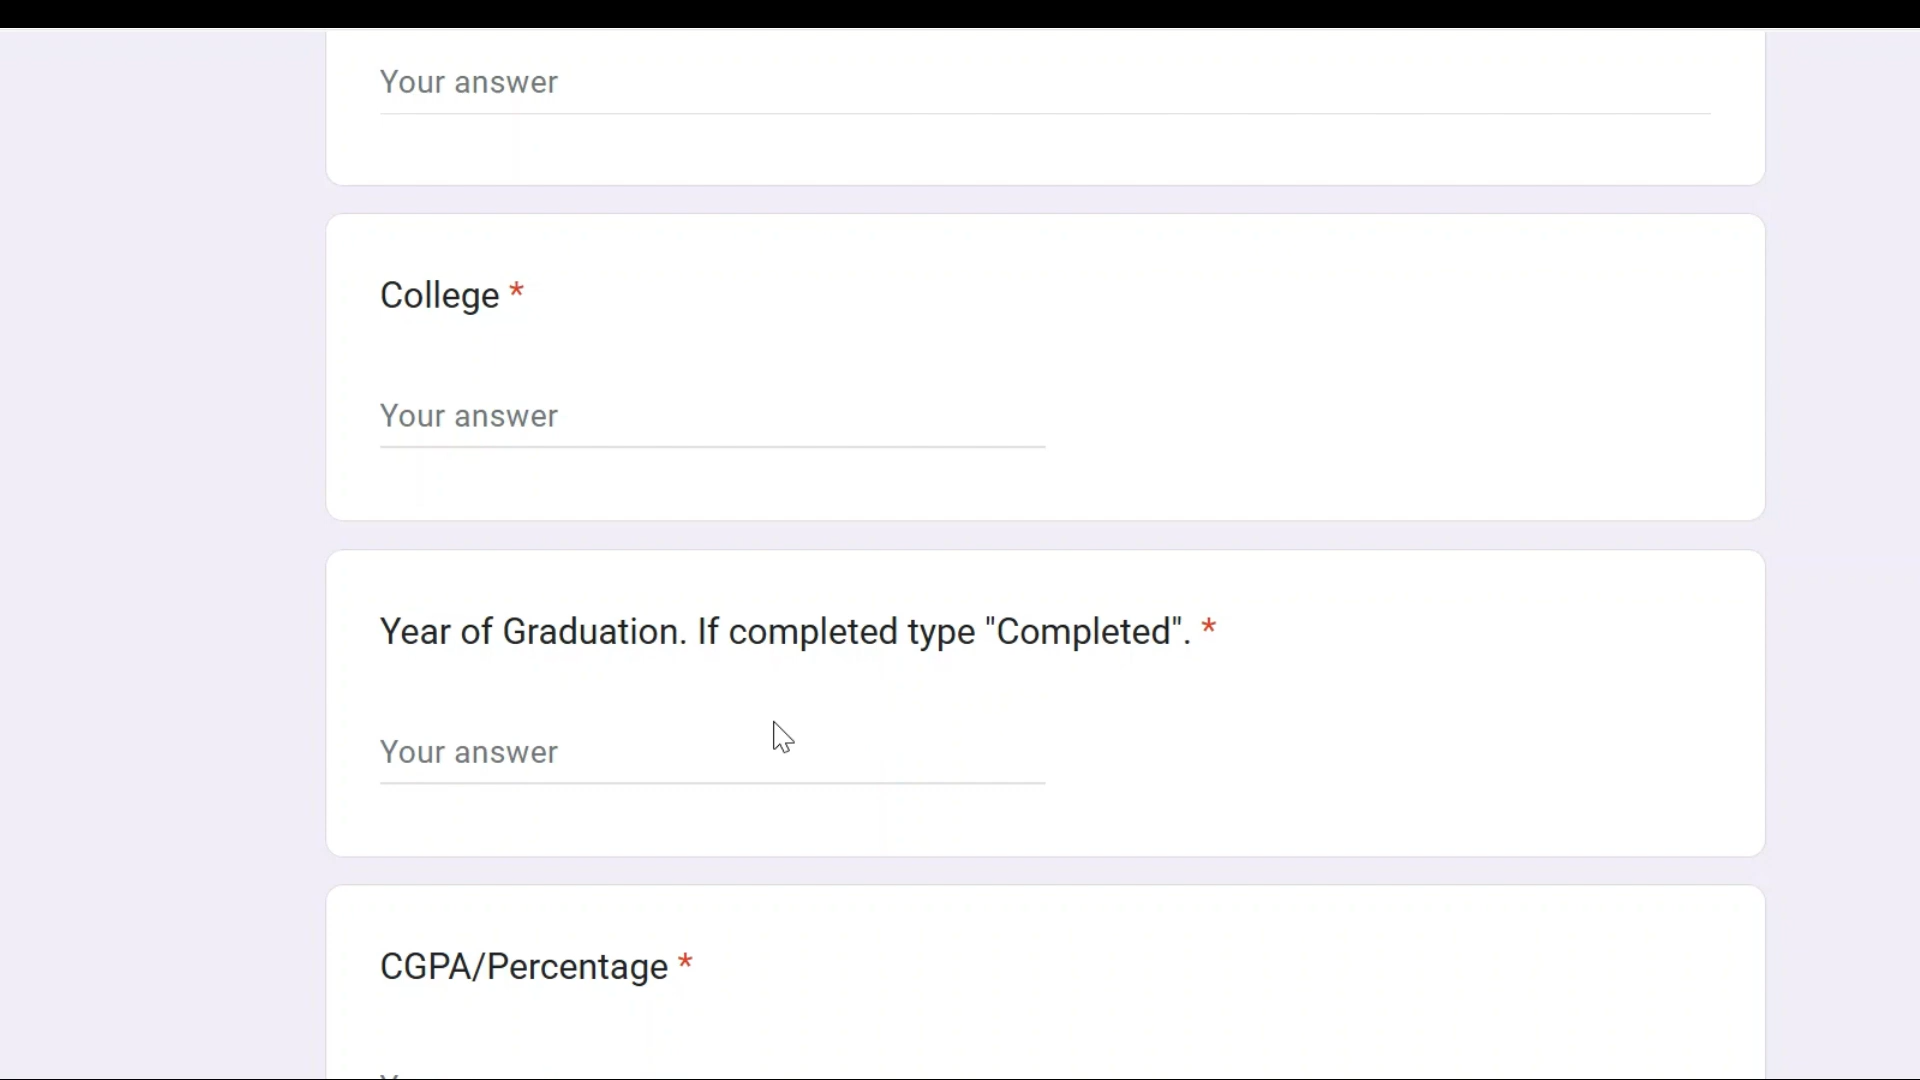 Your answer
College *
Your answer
Year of Graduation. If completed type "Completed". *
Your answer
CGPA/Percentage *